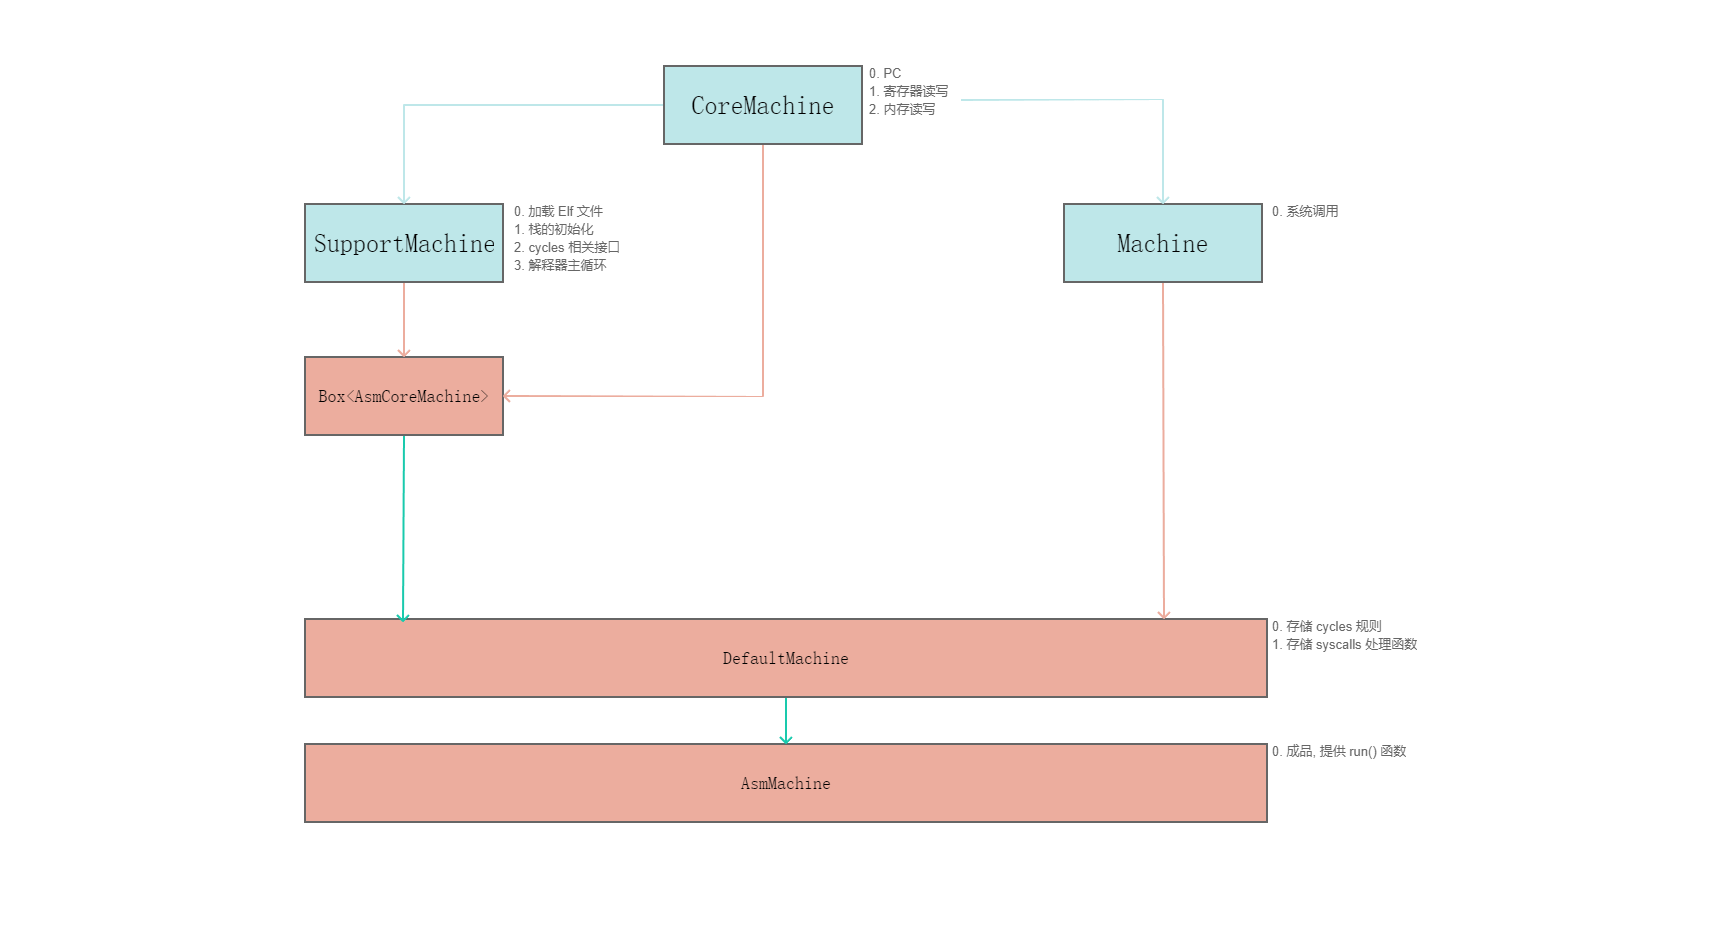 CoreMachine
0. PC
1. 寄存器读写
2. 内存读写
SupportMachine
0. 加载 Elf 文件
1. 栈的初始化
2. cycles 相关接口
3. 解释器主循环
Machine
0. 系统调用
Box<AsmCoreMachine>
DefaultMachine
0. 存储 cycles 规则
1. 存储 syscalls 处理函数
AsmMachine
0. 成品, 提供 run() 函数